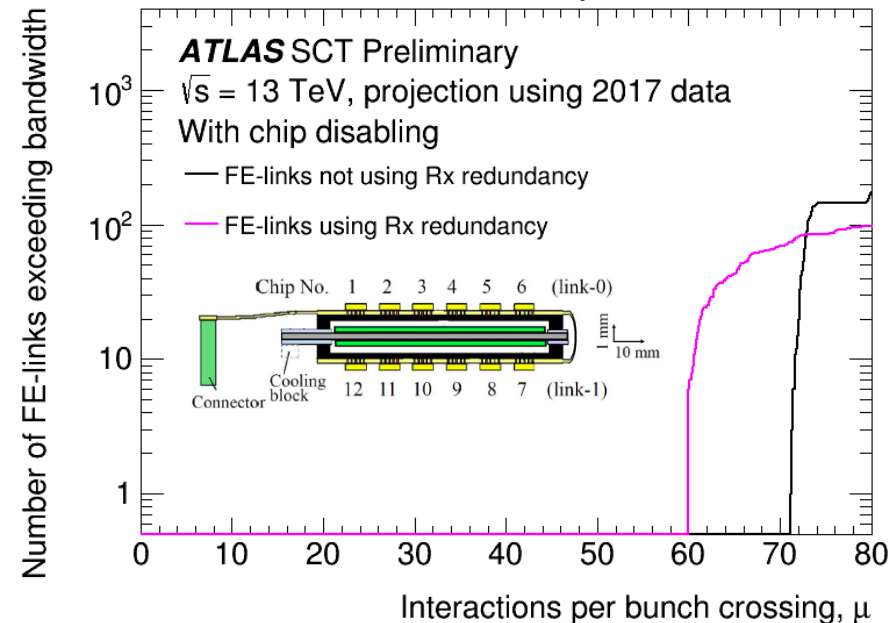 Number of FE-links exceeding bandwidth
ATLAS SCT Preliminary
√s = 13 TeV, projection using 2017 data
With chip disabling
FE-links not using Rx redundancy
FE-links using Rx redundancy
10³
10²
10
1
Chip No. 1 2 3 4 5 6 (link-0)
1 mm
10 mm
Cooling
block
Connector
12 11 10 9 8 7 (link-1)
0 10 20 30 40 50 60 70 80
Interactions per bunch crossing, μ